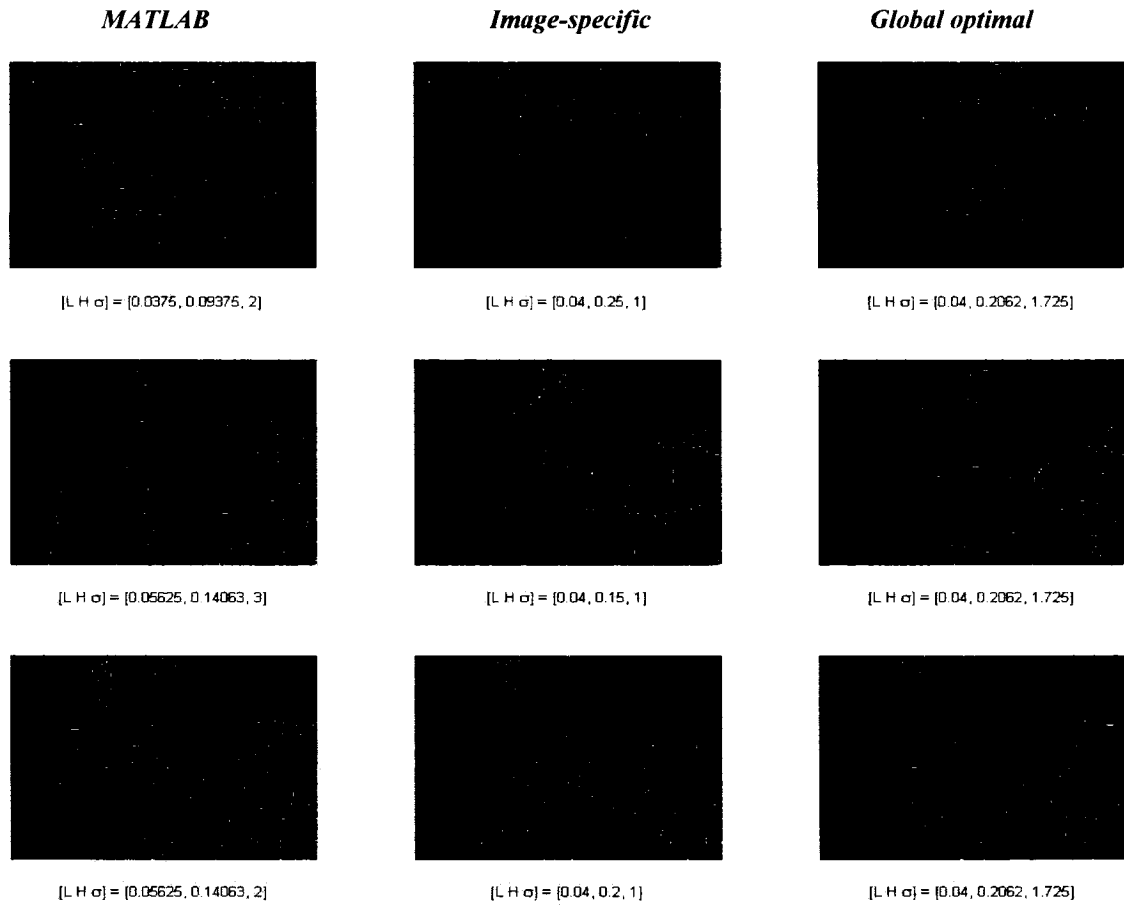 MATLAB Image-specific Global optimal
[L H σ] = [0.0375, 0.09375, 2] [L H σ] = [0.04, 0.25, 1] [L H σ] = [0.04, 0.2062, 1.725]
[L H σ] = [0.05625, 0.14063, 3] [L H σ] = [0.04, 0.15, 1] [L H σ] = [0.04, 0.2062, 1.725]
[L H σ] = [0.05625, 0.14063, 2] [L H σ] = [0.04, 0.2, 1] [L H σ] = [0.04, 0.2062, 1.725]